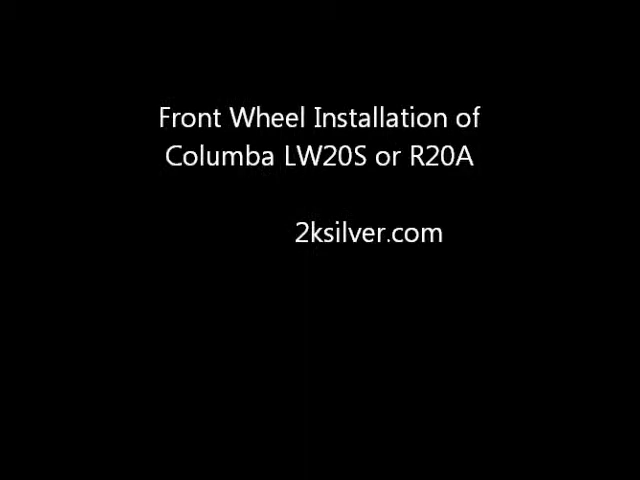 Front Wheel Installation of
Columba LW20S or R20A
2ksilver.com